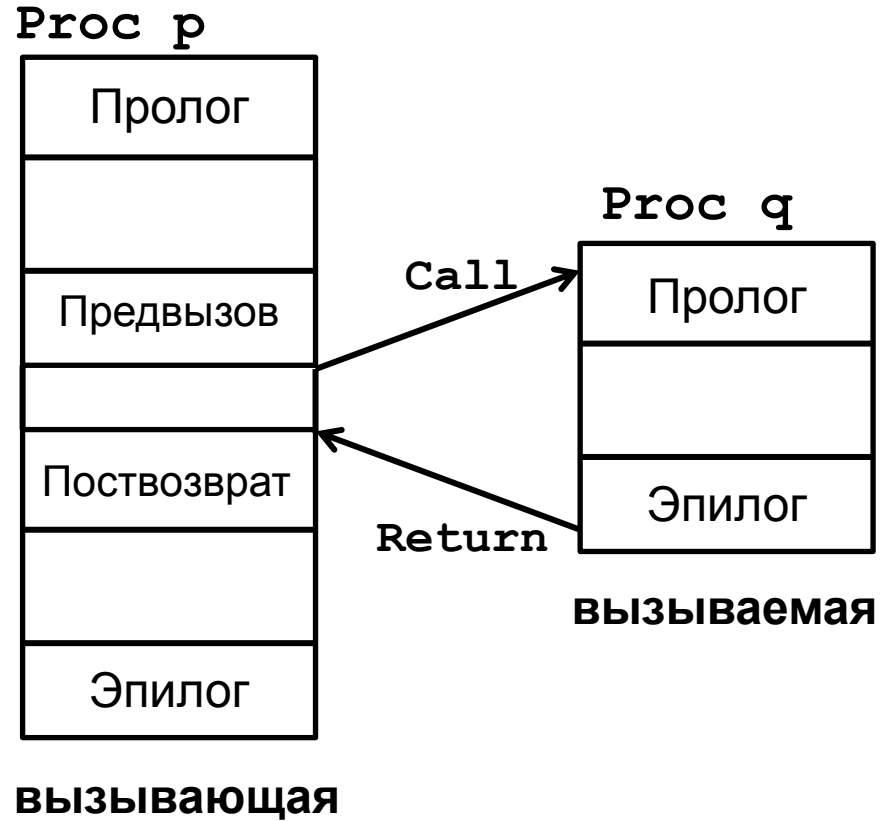 Proc p
Пролог
Предвызов
Поствозврат
Эпилог
вызывающая
Call
Return
Proc q
Пролог
Эпилог
вызываемая